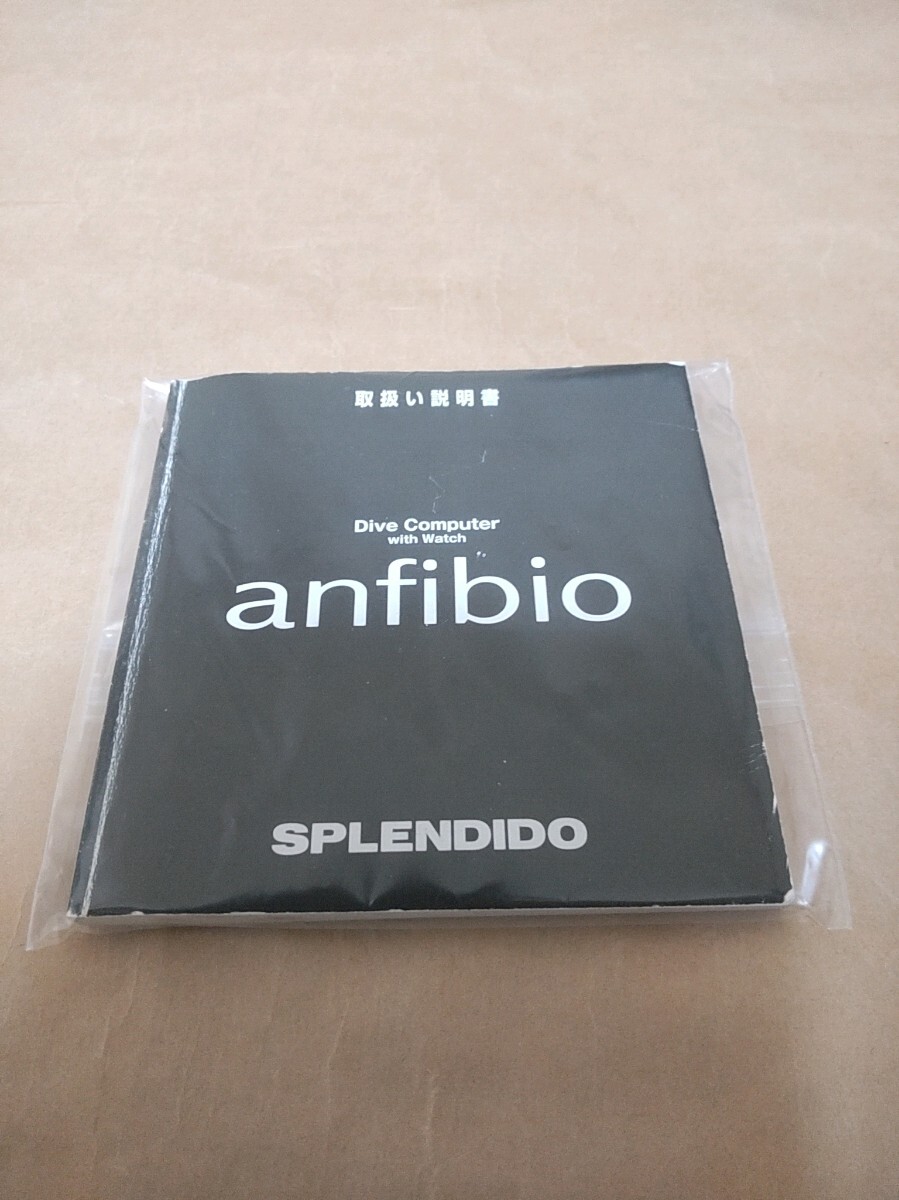 取扱い説明書
Dive Computer
with Watch
anfibio
SPLENDIDO